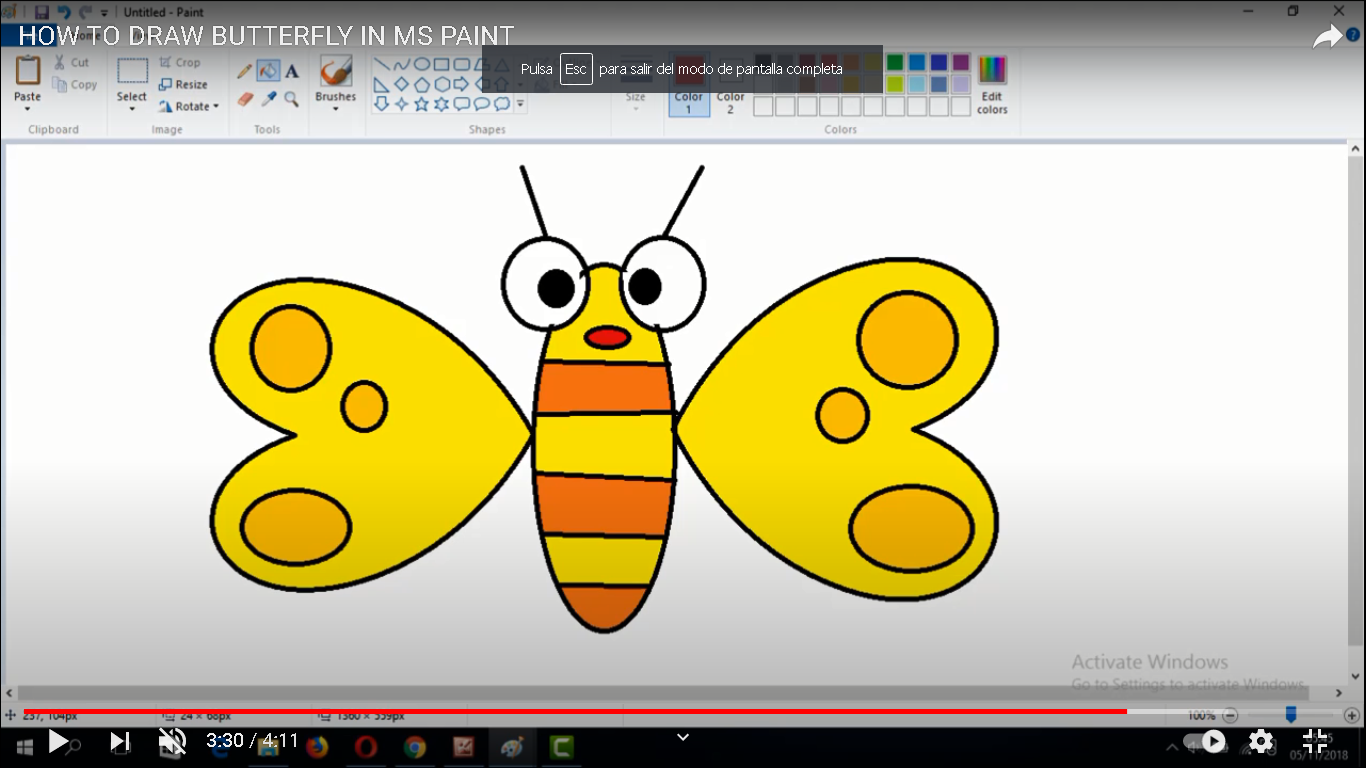 Untitled - Paint
HOW TO DRAW BUTTERFLY IN MS PAINT
Pulsa Esc para salir del modo de pantalla completa
Cut
Copy
Paste
Crop
Resize
Rotate
Select
A
Brushes
Size
Color 1
Color 2
Edit colors
Clipboard
Image
Tools
Shapes
Colors
Activate Windows
Go to Settings to activate Windows.
237, 104px
24 × 68px
1360 × 559px
100%
3:30 / 4:11
05/11/2018